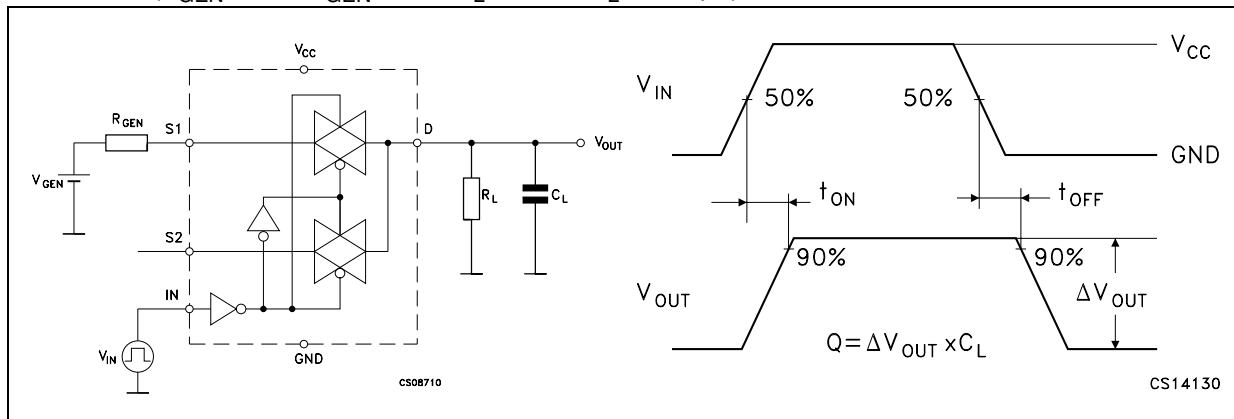 V_CC
R_GEN
S1
D
V_OUT
V_GEN
R_L
C_L
S2
IN
V_IN
GND
CS08710
V_CC
V_IN
50%
50%
GND
t_ON
t_OFF
90%
90%
V_OUT
ΔV_OUT
Q=ΔV_OUT xC_L
CS14130